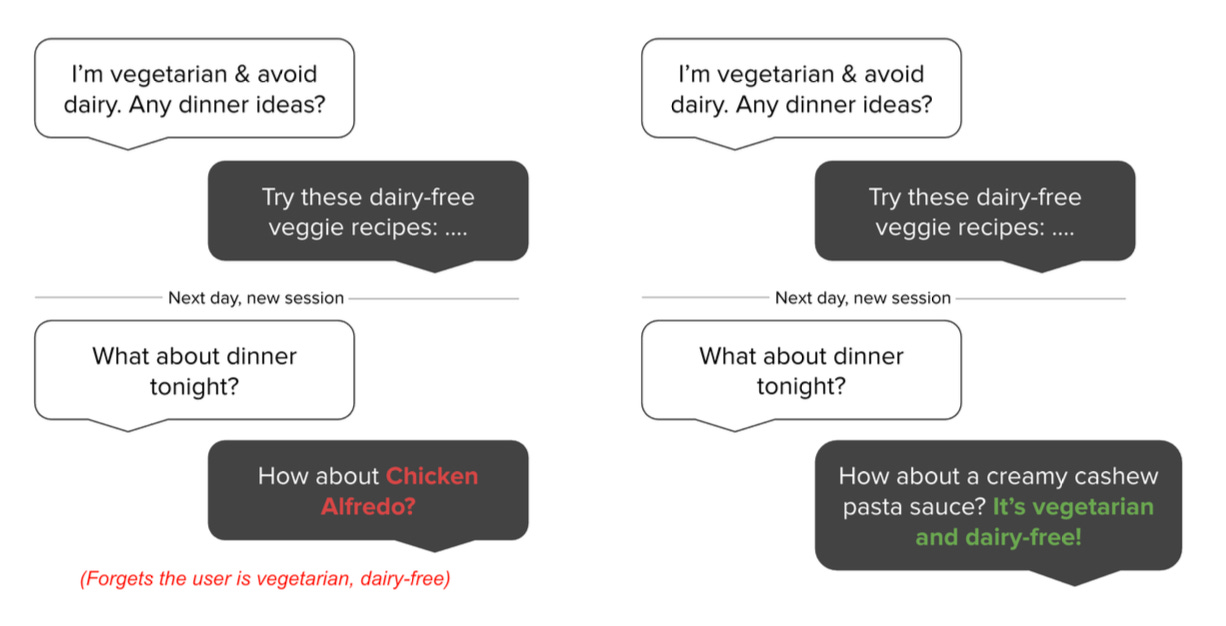 I’m vegetarian & avoid
dairy. Any dinner ideas?
Try these dairy-free
veggie recipes: ....
Next day, new session
What about dinner
tonight?
How about Chicken
Alfredo?
(Forgets the user is vegetarian, dairy-free)
I’m vegetarian & avoid
dairy. Any dinner ideas?
Try these dairy-free
veggie recipes: ....
Next day, new session
What about dinner
tonight?
How about a creamy cashew
pasta sauce? It’s vegetarian
and dairy-free!